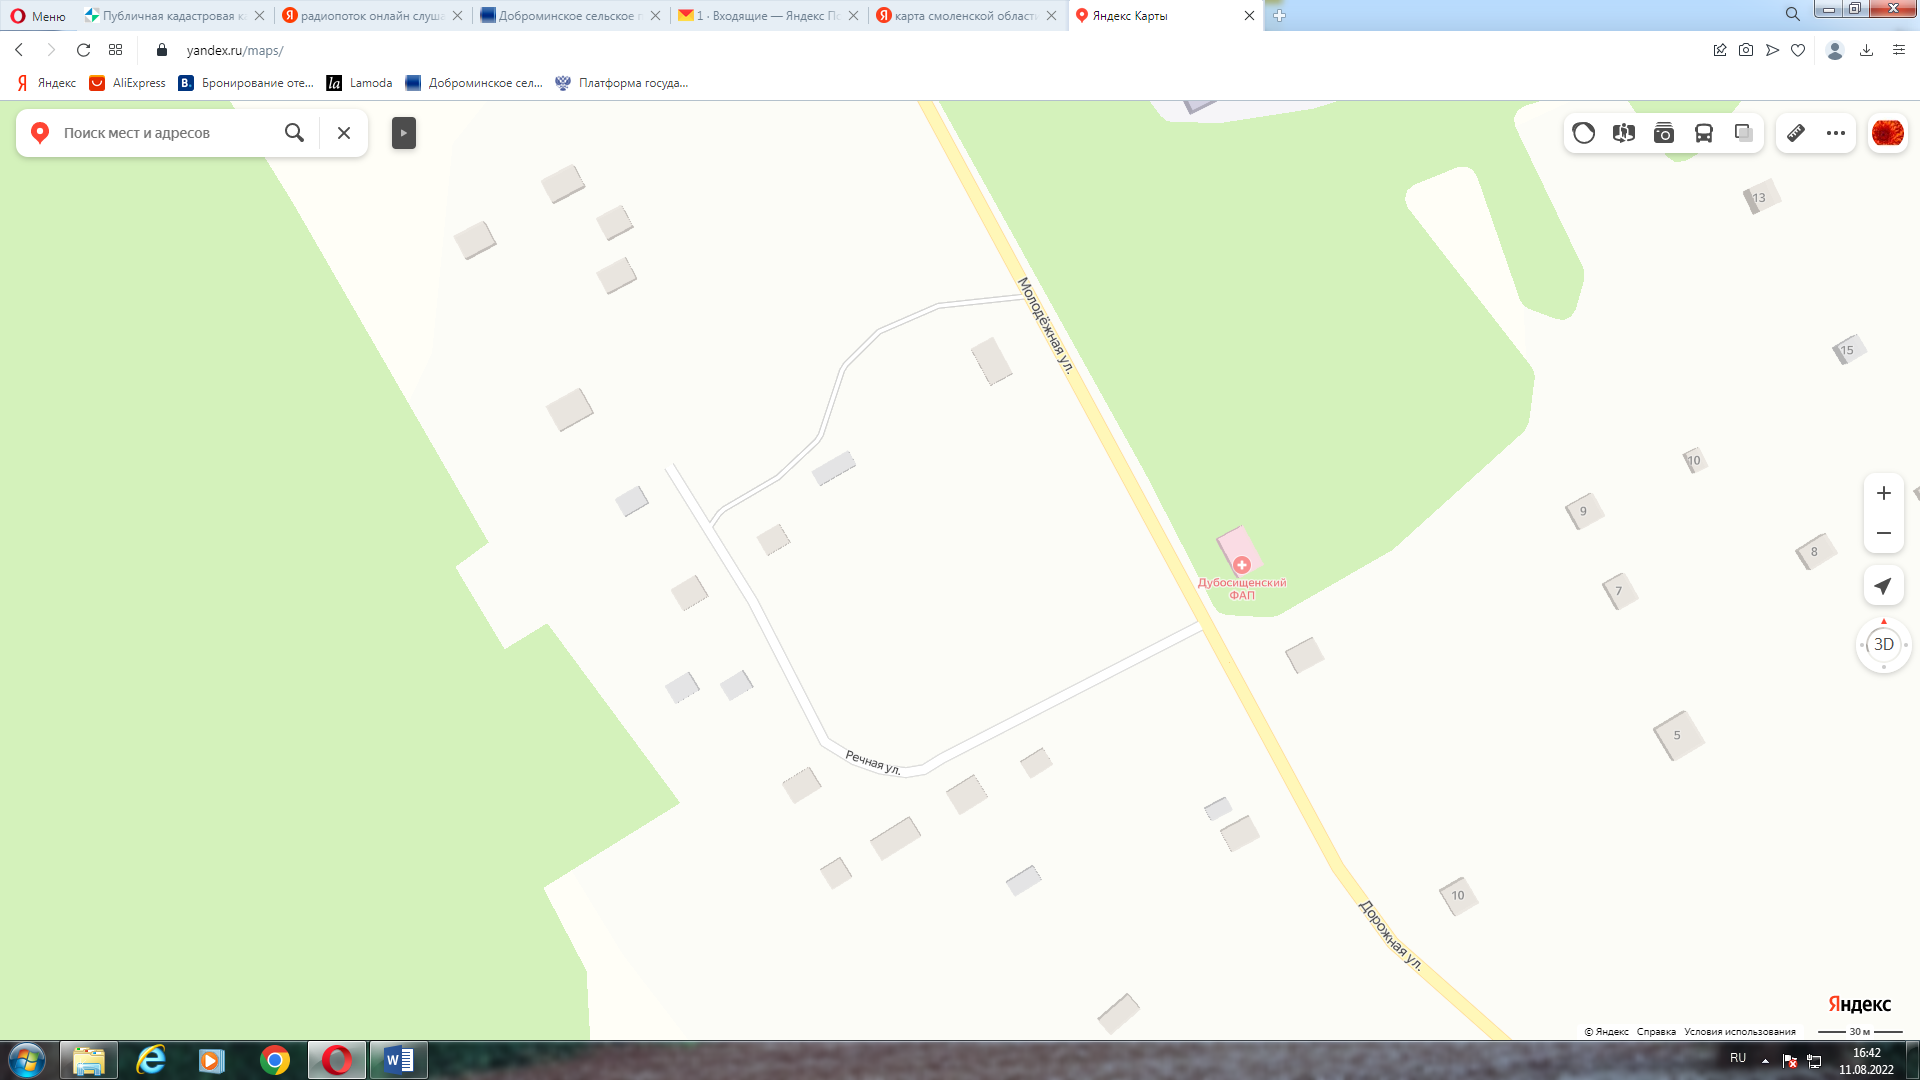 Меню
Публичная кадастровая к
радиопоток онлайн слуша
Доброминское сельское п
1 · Входящие — Яндекс По
карта смоленской области
Яндекс Карты
yandex.ru/maps/
Яндекс
AliExpress
B.
Бронирование оте...
la
Lamoda
Доброминское сел...
Платформа госуда...
Поиск мест и адресов
13
Молодёжная ул.
15
10
9
8
7
Дубосищенский
ФАП
3D
5
Речная ул.
10
Дорожная ул.
Яндекс
© Яндекс Справка Условия использования
30 м
RU
16:42
11.08.2022